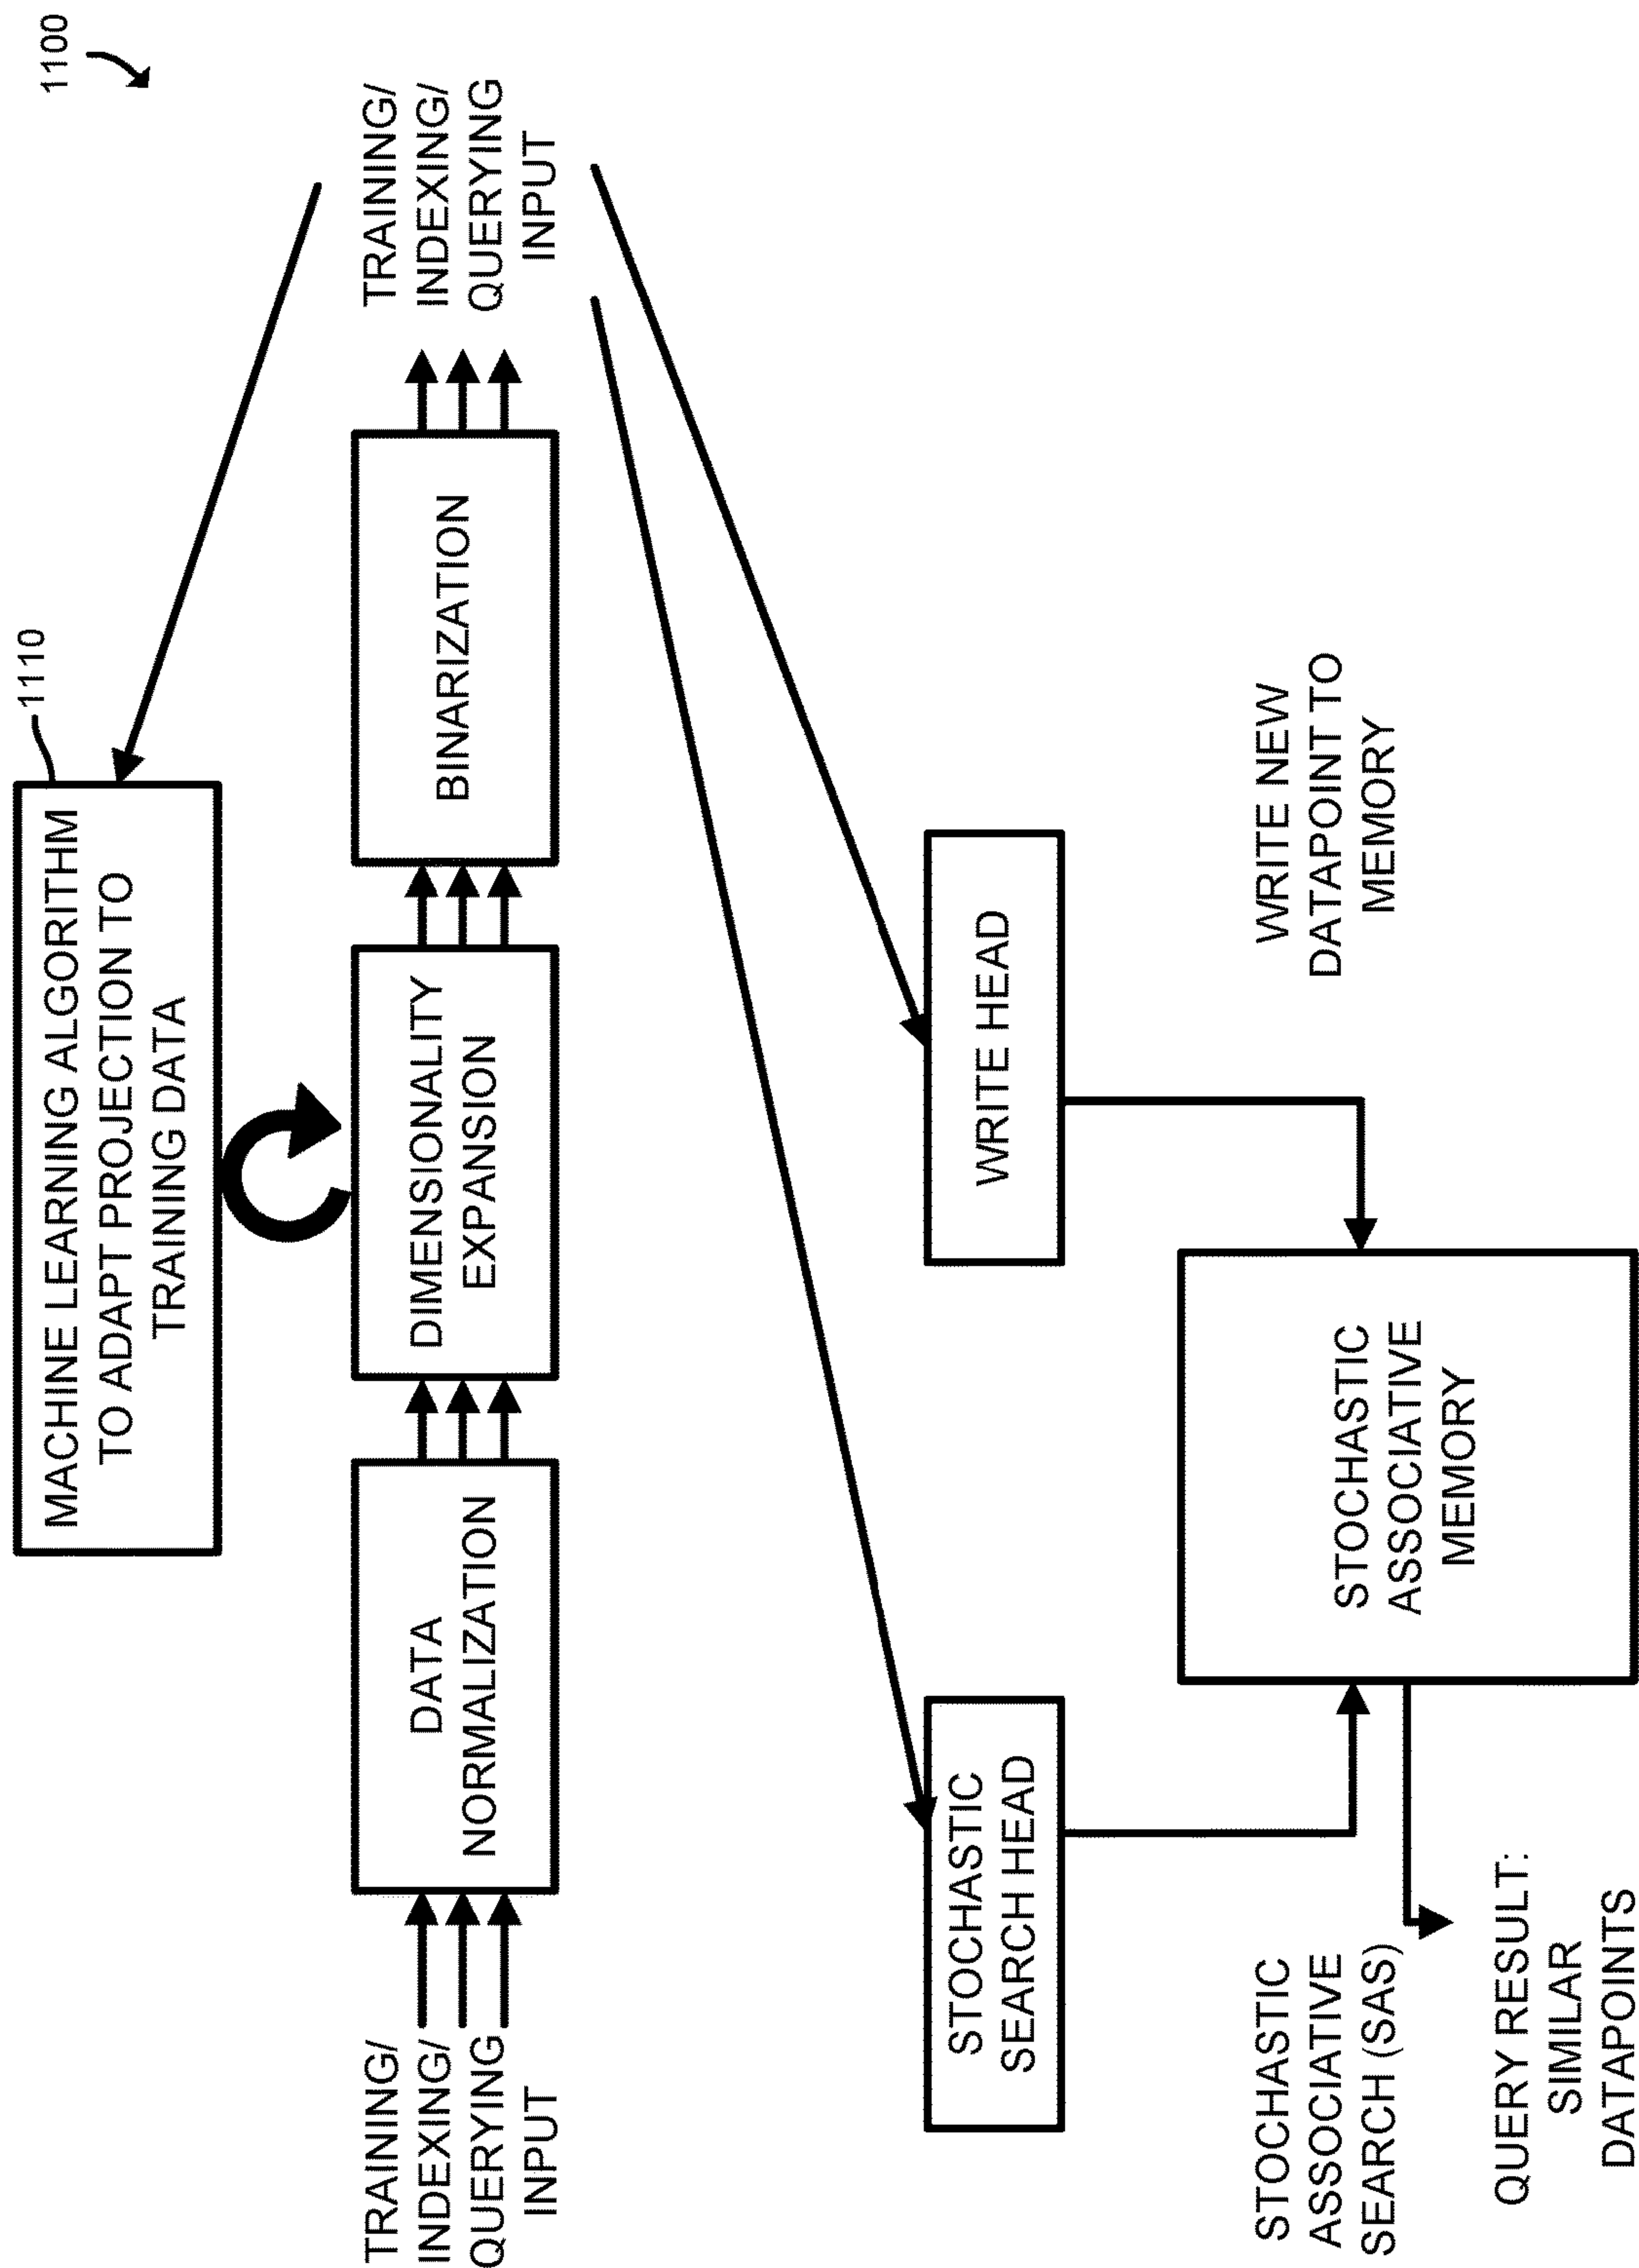 1100
1110
MACHINE LEARNING ALGORITHM
TO ADAPT PROJECTION TO
TRAINING DATA
TRAINING/
INDEXING/
QUERYING
INPUT
DATA
NORMALIZATION
DIMENSIONALITY
EXPANSION
BINARIZATION
TRAINING/
INDEXING/
QUERYING
INPUT
STOCHASTIC
SEARCH HEAD
WRITE HEAD
STOCHASTIC
ASSOCIATIVE
SEARCH (SAS)
STOCHASTIC
ASSOCIATIVE
MEMORY
WRITE NEW
DATAPOINT TO
MEMORY
QUERY RESULT:
SIMILAR
DATAPOINTS